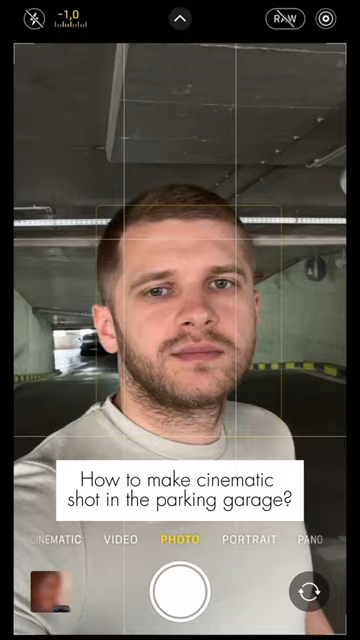 -1,0
RAW
How to make cinematic
shot in the parking garage?
CINEMATIC VIDEO PHOTO PORTRAIT PANO